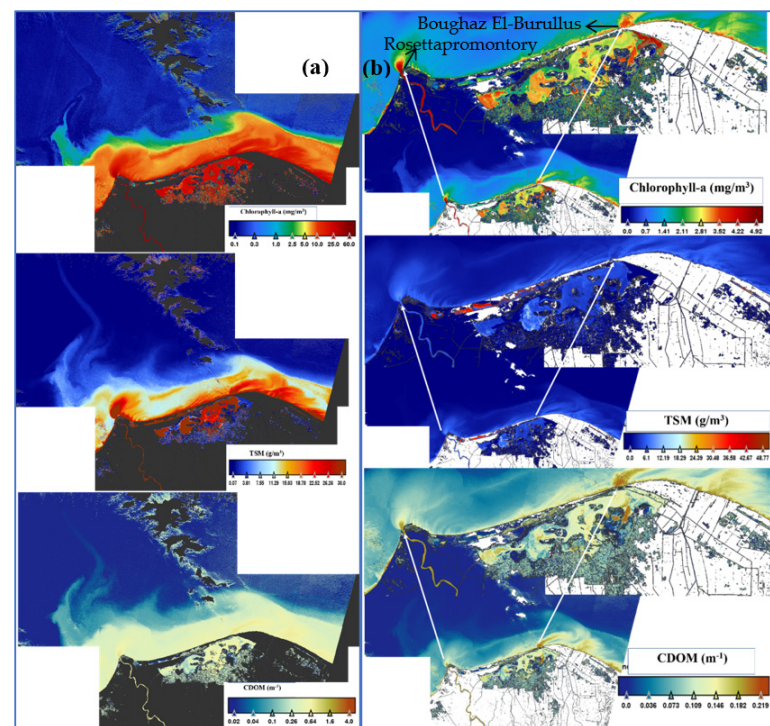 Boughaz El-Burullus
Rosettapromontory
(a)
(b)
Chlorophyll-a (mg/m³)
0.1 0.3 1.0 2.5 5.0 10.0 20.0 60.0
Chlorophyll-a (mg/m³)
0.0 0.7 1.41 2.11 2.81 3.52 4.22 4.92
TSM (g/m³)
0.07 3.81 7.55 11.29 15.03 18.78 22.52 26.26 30.0
TSM (g/m³)
0.0 6.1 12.19 18.29 24.39 30.48 36.58 42.67 48.77
CDOM (m⁻¹)
0.02 0.04 0.1 0.26 0.64 1.6 4.0
CDOM (m⁻¹)
0.0 0.036 0.073 0.109 0.146 0.182 0.219